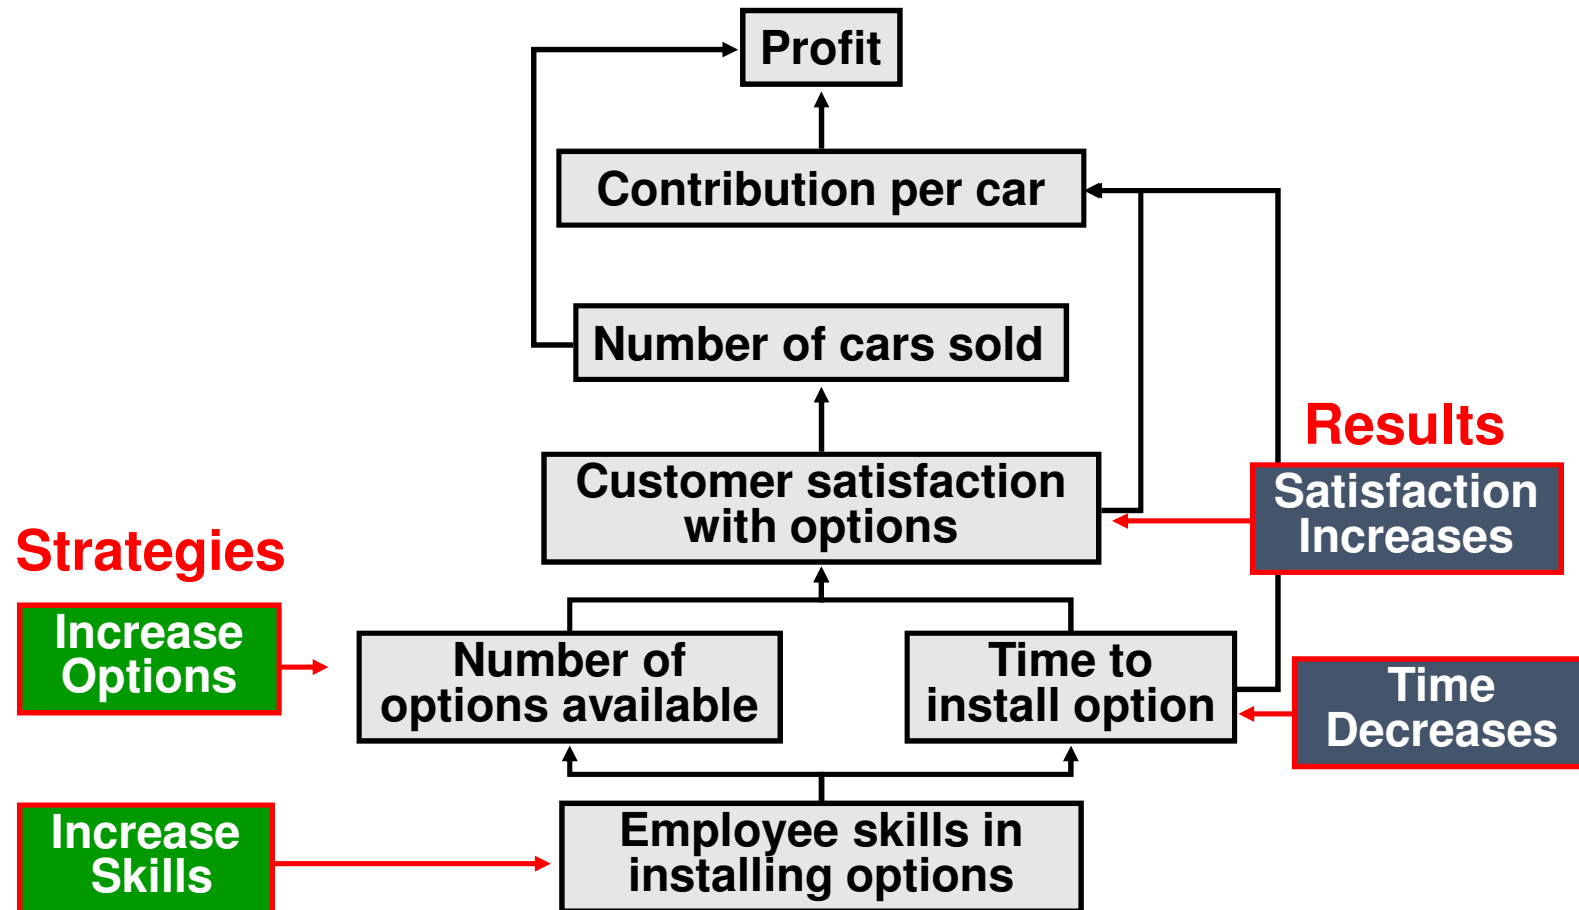 Profit
Contribution per car
Number of cars sold
Results
Customer satisfaction
with options
Satisfaction
Increases
Strategies
Increase
Options
Number of
options available
Time to
install option
Time
Decreases
Increase
Skills
Employee skills in
installing options